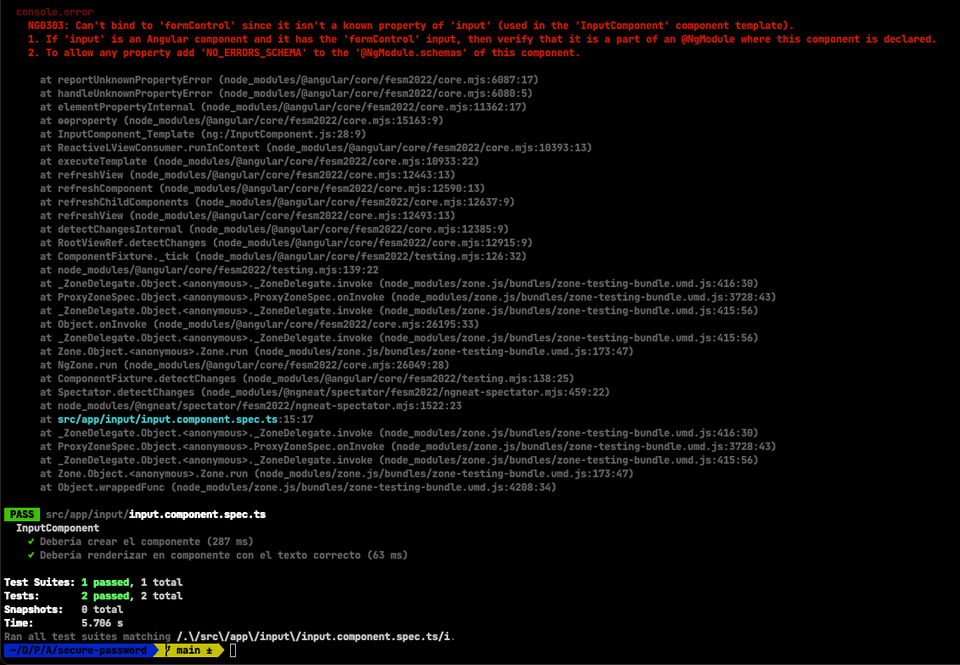 console.error
NG0303: Can't bind to 'formControl' since it isn't a known property of 'input' (used in the 'InputComponent' component template).
1. If 'input' is an Angular component and it has the 'formControl' input, then verify that it is a part of an @NgModule where this component is declared.
2. To allow any property add 'NO_ERRORS_SCHEMA' to the '@NgModule.schemas' of this component.
at reportUnknownPropertyError (node_modules/@angular/core/fesm2022/core.mjs:6087:17)
at handleUnknownPropertyError (node_modules/@angular/core/fesm2022/core.mjs:6080:5)
at elementPropertyInternal (node_modules/@angular/core/fesm2022/core.mjs:11362:17)
at ɵɵproperty (node_modules/@angular/core/fesm2022/core.mjs:15163:9)
at InputComponent_Template (ng:/InputComponent.js:28:9)
at ReactiveLViewConsumer.runInContext (node_modules/@angular/core/fesm2022/core.mjs:10393:13)
at executeTemplate (node_modules/@angular/core/fesm2022/core.mjs:10933:22)
at refreshView (node_modules/@angular/core/fesm2022/core.mjs:12443:13)
at refreshComponent (node_modules/@angular/core/fesm2022/core.mjs:12590:13)
at refreshChildComponents (node_modules/@angular/core/fesm2022/core.mjs:12637:9)
at refreshView (node_modules/@angular/core/fesm2022/core.mjs:12493:13)
at detectChangesInternal (node_modules/@angular/core/fesm2022/core.mjs:12385:9)
at RootViewRef.detectChanges (node_modules/@angular/core/fesm2022/core.mjs:12915:9)
at ComponentFixture._tick (node_modules/@angular/core/fesm2022/testing.mjs:126:32)
at node_modules/@angular/core/fesm2022/testing.mjs:139:22
at _ZoneDelegate.Object.<anonymous>._ZoneDelegate.invoke (node_modules/zone.js/bundles/zone-testing-bundle.umd.js:416:30)
at ProxyZoneSpec.Object.<anonymous>.ProxyZoneSpec.onInvoke (node_modules/zone.js/bundles/zone-testing-bundle.umd.js:3728:43)
at _ZoneDelegate.Object.<anonymous>._ZoneDelegate.invoke (node_modules/zone.js/bundles/zone-testing-bundle.umd.js:415:56)
at Object.onInvoke (node_modules/@angular/core/fesm2022/core.mjs:26195:33)
at _ZoneDelegate.Object.<anonymous>._ZoneDelegate.invoke (node_modules/zone.js/bundles/zone-testing-bundle.umd.js:415:56)
at Zone.Object.<anonymous>.Zone.run (node_modules/zone.js/bundles/zone-testing-bundle.umd.js:173:47)
at NgZone.run (node_modules/@angular/core/fesm2022/core.mjs:26049:28)
at ComponentFixture.detectChanges (node_modules/@angular/core/fesm2022/testing.mjs:138:25)
at Spectator.detectChanges (node_modules/@ngneat/spectator/fesm2022/ngneat-spectator.mjs:459:22)
at node_modules/@ngneat/spectator/fesm2022/ngneat-spectator.mjs:1522:23
at src/app/input/input.component.spec.ts:15:17
at _ZoneDelegate.Object.<anonymous>._ZoneDelegate.invoke (node_modules/zone.js/bundles/zone-testing-bundle.umd.js:416:30)
at ProxyZoneSpec.Object.<anonymous>.ProxyZoneSpec.onInvoke (node_modules/zone.js/bundles/zone-testing-bundle.umd.js:3728:43)
at _ZoneDelegate.Object.<anonymous>._ZoneDelegate.invoke (node_modules/zone.js/bundles/zone-testing-bundle.umd.js:415:56)
at Zone.Object.<anonymous>.Zone.run (node_modules/zone.js/bundles/zone-testing-bundle.umd.js:173:47)
at Object.wrappedFunc (node_modules/zone.js/bundles/zone-testing-bundle.umd.js:4208:34)
PASS src/app/input/input.component.spec.ts
InputComponent
✓ Debería crear el componente (287 ms)
✓ Debería renderizar en componente con el texto correcto (63 ms)
Test Suites: 1 passed, 1 total
Tests: 2 passed, 2 total
Snapshots: 0 total
Time: 5.706 s
Ran all test suites matching /.\/src\/app\/input\/input.component.spec.ts/i.
~/D/P/A/secure-password main ±